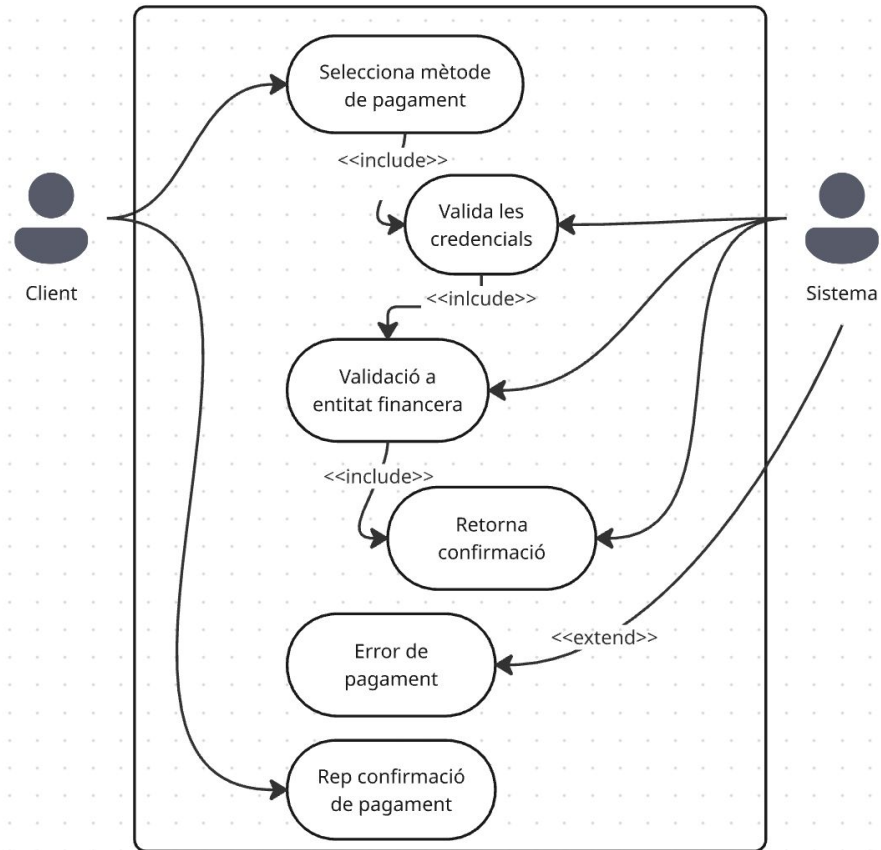 Selecciona mètode
de pagament
<<include>>
Valida les
credencials
Client
Sistema
<<inlcude>>
Validació a
entitat financera
<<include>>
Retorna
confirmació
<<extend>>
Error de
pagament
Rep confirmació
de pagament